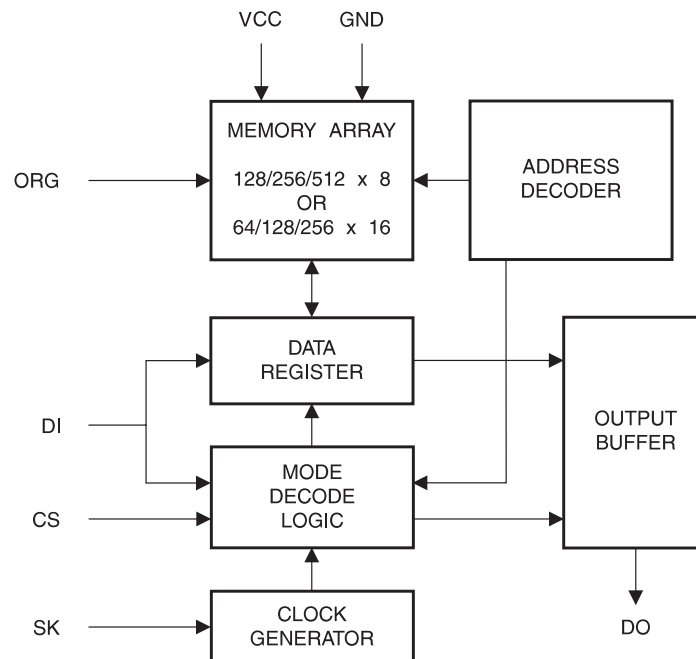 VCC
GND
MEMORY ARRAY
128/256/512 x 8
OR
64/128/256 x 16
ADDRESS
DECODER
ORG
DATA
REGISTER
DI
OUTPUT
BUFFER
MODE
DECODE
LOGIC
CS
CLOCK
GENERATOR
SK
DO